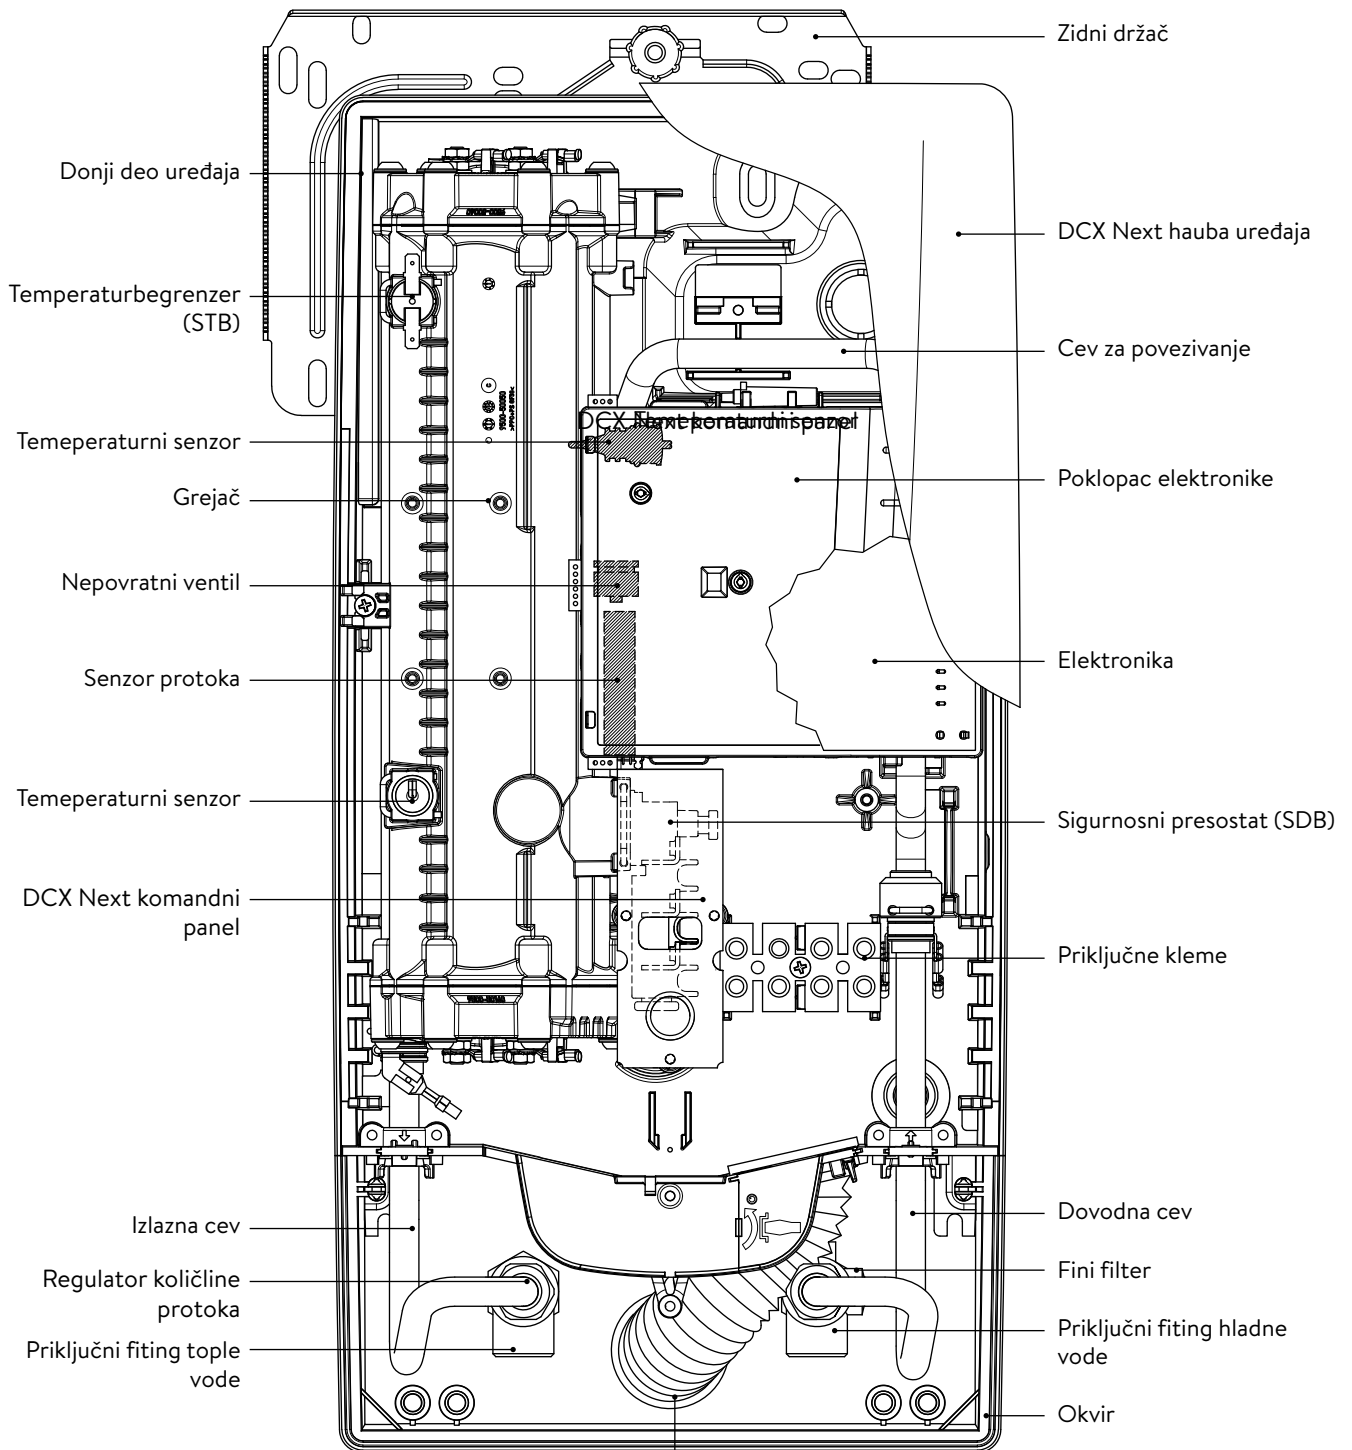 Zidni držač
Donji deo uređaja
DCX Next hauba uređaja
Temperaturbegrenzer
(STB)
Cev za povezivanje
Temeperaturni senzor
Poklopac elektronike
Grejač
Nepovratni ventil
Elektronika
Senzor protoka
Temeperaturni senzor
Sigurnosni presostat (SDB)
DCX Next komandni
panel
Priključne kleme
Izlazna cev
Dovodna cev
Regulator količline
protoka
Fini filter
Priključni fiting tople
vode
Priključni fiting hladne
vode
Okvir